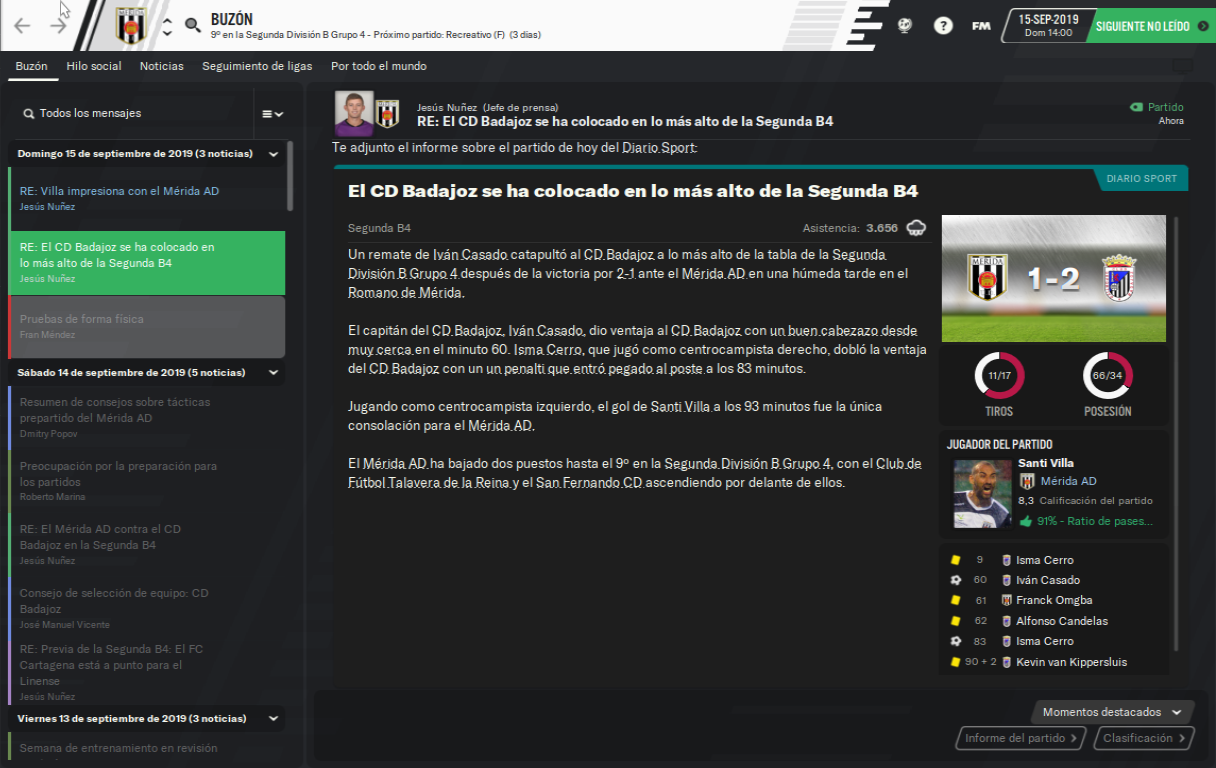 BUZÓN
9º en la Segunda División B Grupo 4 - Próximo partido: Recreativo (F) (3 días)
?
FM
15-SEP-2019
Dom 14:00
SIGUIENTE NO LEÍDO
Buzón
Hilo social
Noticias
Seguimiento de ligas
Por todo el mundo
Todos los mensajes
Domingo 15 de septiembre de 2019 (3 noticias)
RE: Villa impresiona con el Mérida AD
Jesús Nuñez
RE: El CD Badajoz se ha colocado en
lo más alto de la Segunda B4
Jesús Nuñez
Pruebas de forma física
Fran Méndez
Sábado 14 de septiembre de 2019 (5 noticias)
Resumen de consejos sobre tácticas
prepartido del Mérida AD
Dmitry Popov
Preocupación por la preparación para
los partidos
Roberto Marina
RE: El Mérida AD contra el CD
Badajoz en la Segunda B4
Jesús Nuñez
Consejo de selección de equipo: CD
Badajoz
José Manuel Vicente
RE: Previa de la Segunda B4: El FC
Cartagena está a punto para el
Linense
Jesús Nuñez
Viernes 13 de septiembre de 2019 (3 noticias)
Semana de entrenamiento en revisión
Jesús Nuñez (Jefe de prensa)
RE: El CD Badajoz se ha colocado en lo más alto de la Segunda B4
Partido
Ahora
Te adjunto el informe sobre el partido de hoy del Diario Sport:
DIARIO SPORT
El CD Badajoz se ha colocado en lo más alto de la Segunda B4
Segunda B4
Asistencia: 3.656
Un remate de Iván Casado catapultó al CD Badajoz a lo más alto de la tabla de la Segunda
División B Grupo 4 después de la victoria por 2-1 ante el Mérida AD en una húmeda tarde en el
Romano de Mérida.
El capitán del CD Badajoz, Iván Casado, dio ventaja al CD Badajoz con un buen cabezazo desde
muy cerca en el minuto 60. Isma Cerro, que jugó como centrocampista derecho, dobló la ventaja
del CD Badajoz con un un penalti que entró pegado al poste a los 83 minutos.
Jugando como centrocampista izquierdo, el gol de Santi Villa a los 93 minutos fue la única
consolación para el Mérida AD.
El Mérida AD ha bajado dos puestos hasta el 9º en la Segunda División B Grupo 4, con el Club de
Fútbol Talavera de la Reina y el San Fernando CD ascendiendo por delante de ellos.
MÉRIDA
1-2
11/17
TIROS
66/34
POSESIÓN
JUGADOR DEL PARTIDO
Santi Villa
Mérida AD
8,3 Calificación del partido
91% - Ratio de pases...
9 Isma Cerro
60 Iván Casado
61 Franck Omgba
62 Alfonso Candelas
83 Isma Cerro
90 + 2 Kevin van Kippersluis
Momentos destacados
Informe del partido
Clasificación